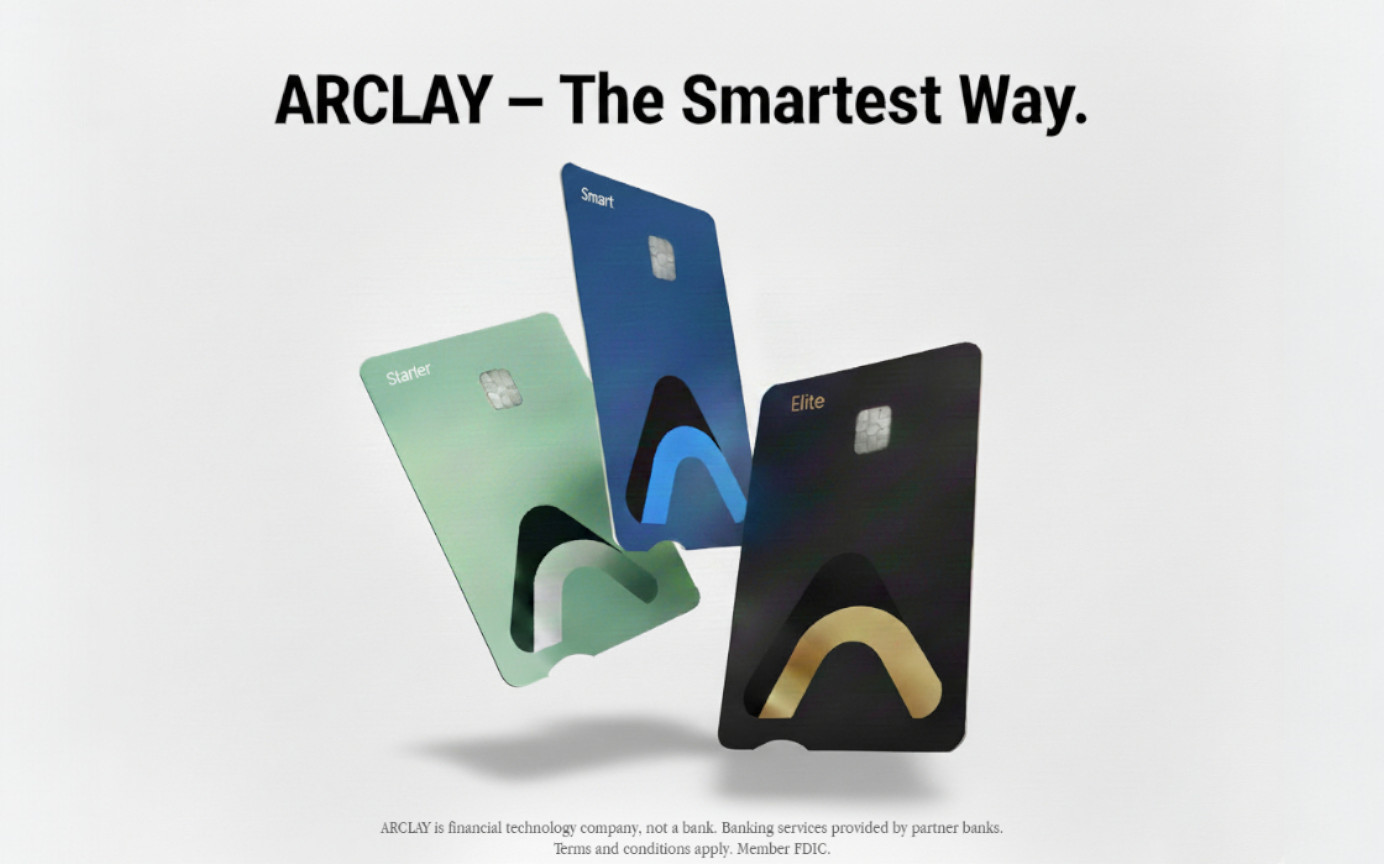 ARCLAY – The Smartest Way.
Smart
Starter
Elite
ARCLAY is financial technology company, not a bank. Banking services provided by partner banks.
Terms and conditions apply. Member FDIC.